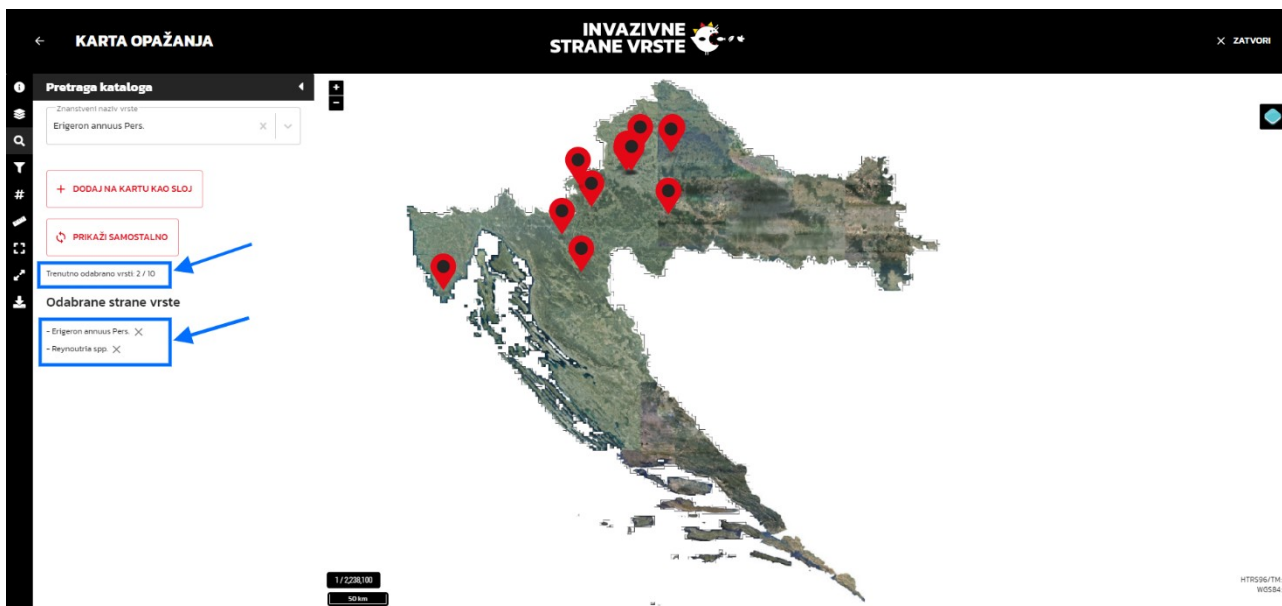 ← KARTA OPAŽANJA
INVAZIVNE
STRANE VRSTE
× ZATVORI
Pretraga kataloga
Znanstveni naziv vrste
Erigeron annuus Pers.
+ DODAJ NA KARTU KAO SLOJ
PRIKAŽI SAMOSTALNO
Trenutno odabrano vrsti: 2 / 10
Odabrane strane vrste
- Erigeron annuus Pers. ×
- Reynoutria spp. ×
+
-
#
1 / 2,238,100
50 km
HTRS96/TM:
WGS84: